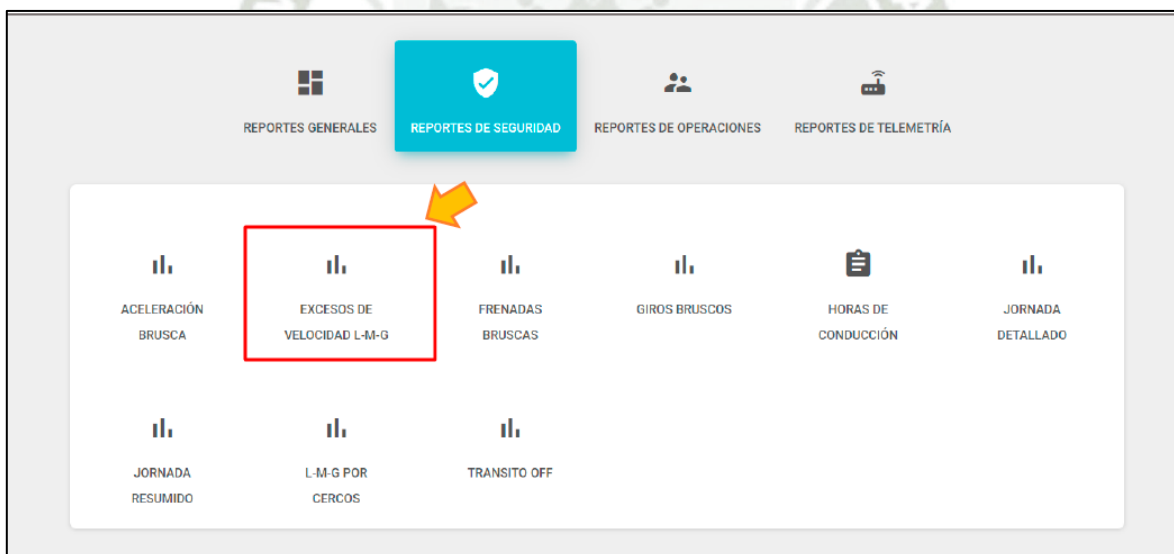 REPORTES GENERALES
REPORTES DE SEGURIDAD
REPORTES DE OPERACIONES
REPORTES DE TELEMETRÍA
ACELERACIÓN
BRUSCA
EXCESOS DE
VELOCIDAD L-M-G
FRENADAS
BRUSCAS
GIROS BRUSCOS
HORAS DE
CONDUCCIÓN
JORNADA
DETALLADO
JORNADA
RESUMIDO
L-M-G POR
CERCOS
TRANSITO OFF